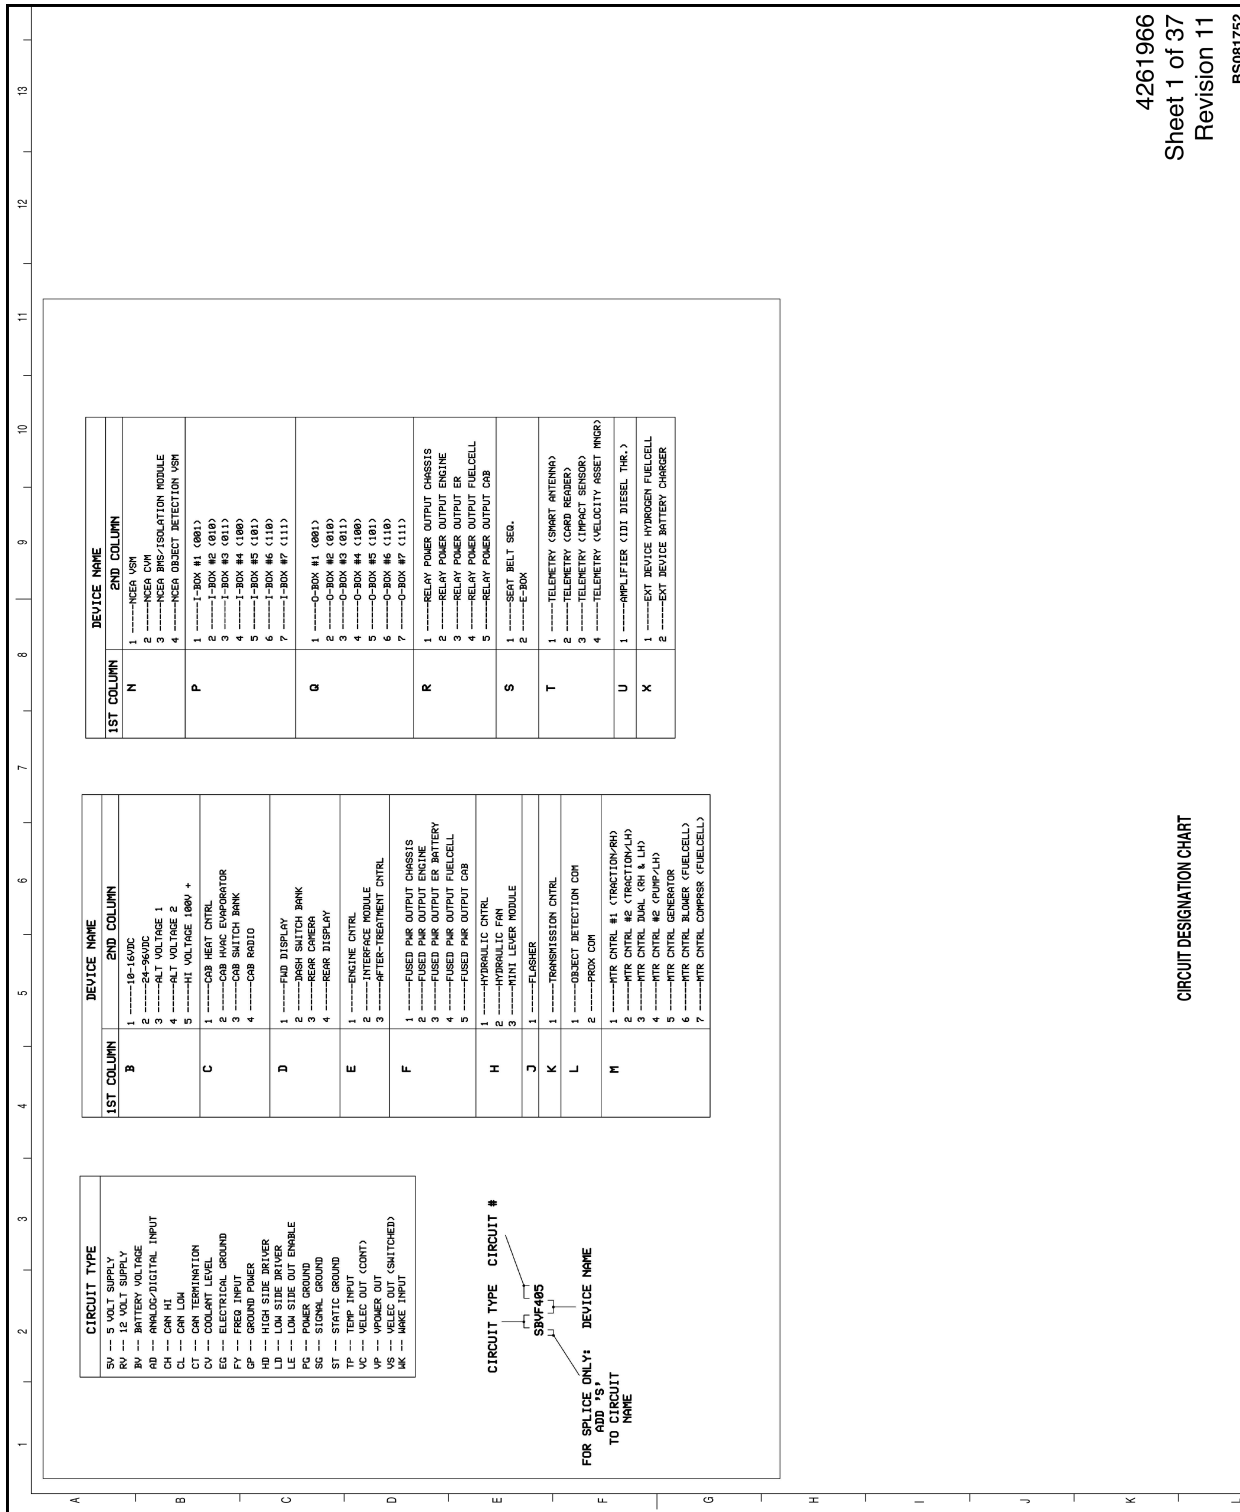 1 2 3 4 5 6 7 8 9 10 11 12 13
A
B
C
D
E
F
G
H
I
J
K
L
CIRCUIT TYPE
5V -- 5 VOLT SUPPLY
RV -- 12 VOLT SUPPLY
BV -- BATTERY VOLTAGE
AD -- ANALOG/DIGITAL INPUT
CH -- CAN HI
CL -- CAN LOW
CT -- CAN TERMINATION
CV -- COOLANT LEVEL
EG -- ELECTRICAL GROUND
FY -- FREQ INPUT
GP -- GROUND POWER
HD -- HIGH SIDE DRIVER
LD -- LOW SIDE DRIVER
LE -- LOW SIDE OUT ENABLE
PG -- POWER GROUND
SG -- SIGNAL GROUND
ST -- STATIC GROUND
TP -- TEMP INPUT
VC -- VELEC OUT (CONT)
VP -- VPOWER OUT
VS -- VELEC OUT (SWITCHED)
WK -- WAKE INPUT
CIRCUIT TYPE CIRCUIT #
SBVF405
FOR SPLICE ONLY: DEVICE NAME
ADD 'S'
TO CIRCUIT
NAME
DEVICE NAME
1ST COLUMN 2ND COLUMN
B
1 -----10-16VDC
2 -----24-96VDC
3 -----ALT VOLTAGE 1
4 -----ALT VOLTAGE 2
5 -----HI VOLTAGE 100V +
C
1 -----CAB HEAT CNTRL
2 -----CAB HVAC EVAPORATOR
3 -----CAB SWITCH BANK
4 -----CAB RADIO
D
1 -----FWD DISPLAY
2 -----DASH SWITCH BANK
3 -----REAR CAMERA
4 -----REAR DISPLAY
E
1 -----ENGINE CNTRL
2 -----INTERFACE MODULE
3 -----AFTER-TREATMENT CNTRL
F
1 -----FUSED PWR OUTPUT CHASSIS
2 -----FUSED PWR OUTPUT ENGINE
3 -----FUSED PWR OUTPUT ER BATTERY
4 -----FUSED PWR OUTPUT FUELCELL
5 -----FUSED PWR OUTPUT CAB
H
1 -----HYDRAULIC CNTRL
2 -----HYDRAULIC FAN
3 -----MINI LEVER MODULE
J
1 -----FLASHER
K
1 -----TRANSMISSION CNTRL
L
1 -----OBJECT DETECTION COM
2 -----PROX COM
M
1 -----MTR CNTRL #1 (TRACTION/RH)
2 -----MTR CNTRL #2 (TRACTION/LH)
3 -----MTR CNTRL DUAL (RH & LH)
4 -----MTR CNTRL #2 (PUMP/LH)
5 -----MTR CNTRL GENERATOR
6 -----MTR CNTRL BLOWER (FUELCELL)
7 -----MTR CNTRL COMPRSR (FUELCELL)
DEVICE NAME
1ST COLUMN 2ND COLUMN
N
1 -----NCEA VSM
2 -----NCEA CVM
3 -----NCEA BMS/ISOLATION MODULE
4 -----NCEA OBJECT DETECTION VSM
P
1 -----I-BOX #1 (001)
2 -----I-BOX #2 (010)
3 -----I-BOX #3 (011)
4 -----I-BOX #4 (100)
5 -----I-BOX #5 (101)
6 -----I-BOX #6 (110)
7 -----I-BOX #7 (111)
Q
1 -----O-BOX #1 (001)
2 -----O-BOX #2 (010)
3 -----O-BOX #3 (011)
4 -----O-BOX #4 (100)
5 -----O-BOX #5 (101)
6 -----O-BOX #6 (110)
7 -----O-BOX #7 (111)
R
1 -----RELAY POWER OUTPUT CHASSIS
2 -----RELAY POWER OUTPUT ENGINE
3 -----RELAY POWER OUTPUT ER
4 -----RELAY POWER OUTPUT FUELCELL
5 -----RELAY POWER OUTPUT CAB
S
1 -----SEAT BELT SEQ.
2 -----E-BOX
T
1 -----TELEMETRY (SMART ANTENNA)
2 -----TELEMETRY (CARD READER)
3 -----TELEMETRY (IMPACT SENSOR)
4 -----TELEMETRY (VELOCITY ASSET MNGR)
U
1 -----AMPLIFIER (IDI DIESEL THR.)
X
1 -----EXT DEVICE HYDROGEN FUELCELL
2 -----EXT DEVICE BATTERY CHARGER
CIRCUIT DESIGNATION CHART
4261966
Sheet 1 of 37
Revision 11
BS081752